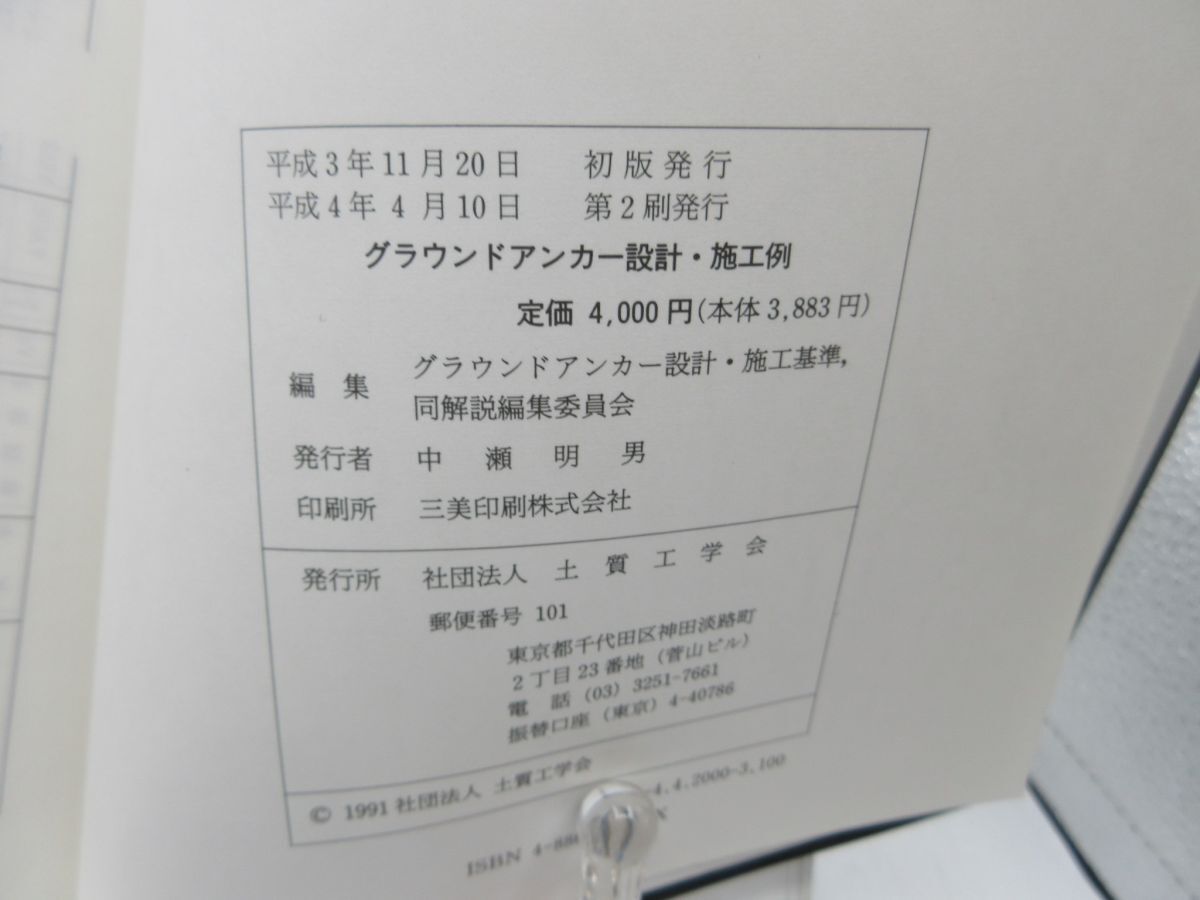 平成3年11月20日 初版発行
平成4年4月10日 第2刷発行
グラウンドアンカー設計・施工例
定価 4,000円(本体3,883円)
編集 グラウンドアンカー設計・施工基準,
同解説編集委員会
発行者 中瀬明男
印刷所 三美印刷株式会社
発行所 社団法人 土質工学会
郵便番号 101
東京都千代田区神田淡路町
2丁目23番地(菅山ビル)
電話(03)3251-7661
振替口座(東京)4-40786
© 1991 社団法人 土質工学会
4.4.2000-3,100
ISBN 4-88